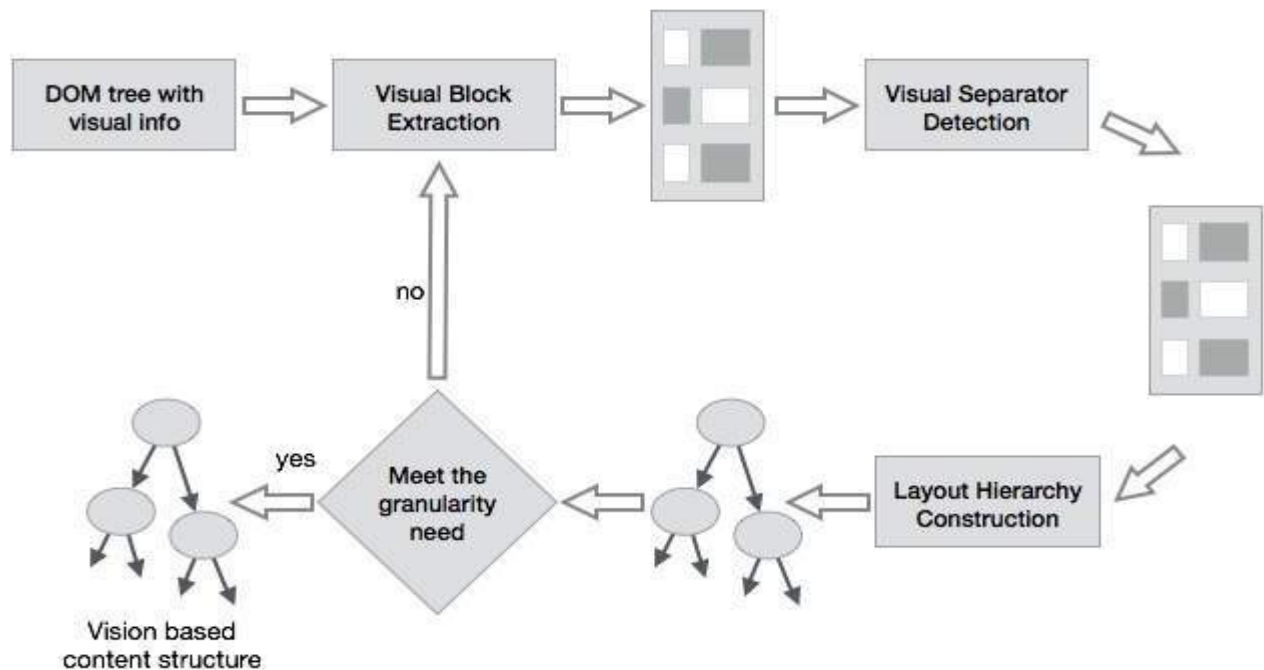 DOM tree with
visual info
Visual Block
Extraction
Visual Separator
Detection
no
yes
Meet the
granularity
need
Layout Hierarchy
Construction
Vision based
content structure